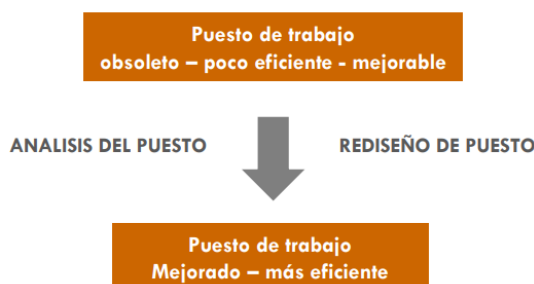 Puesto de trabajo
obsoleto – poco eficiente - mejorable
ANALISIS DEL PUESTO
REDISEÑO DE PUESTO
Puesto de trabajo
Mejorado – más eficiente